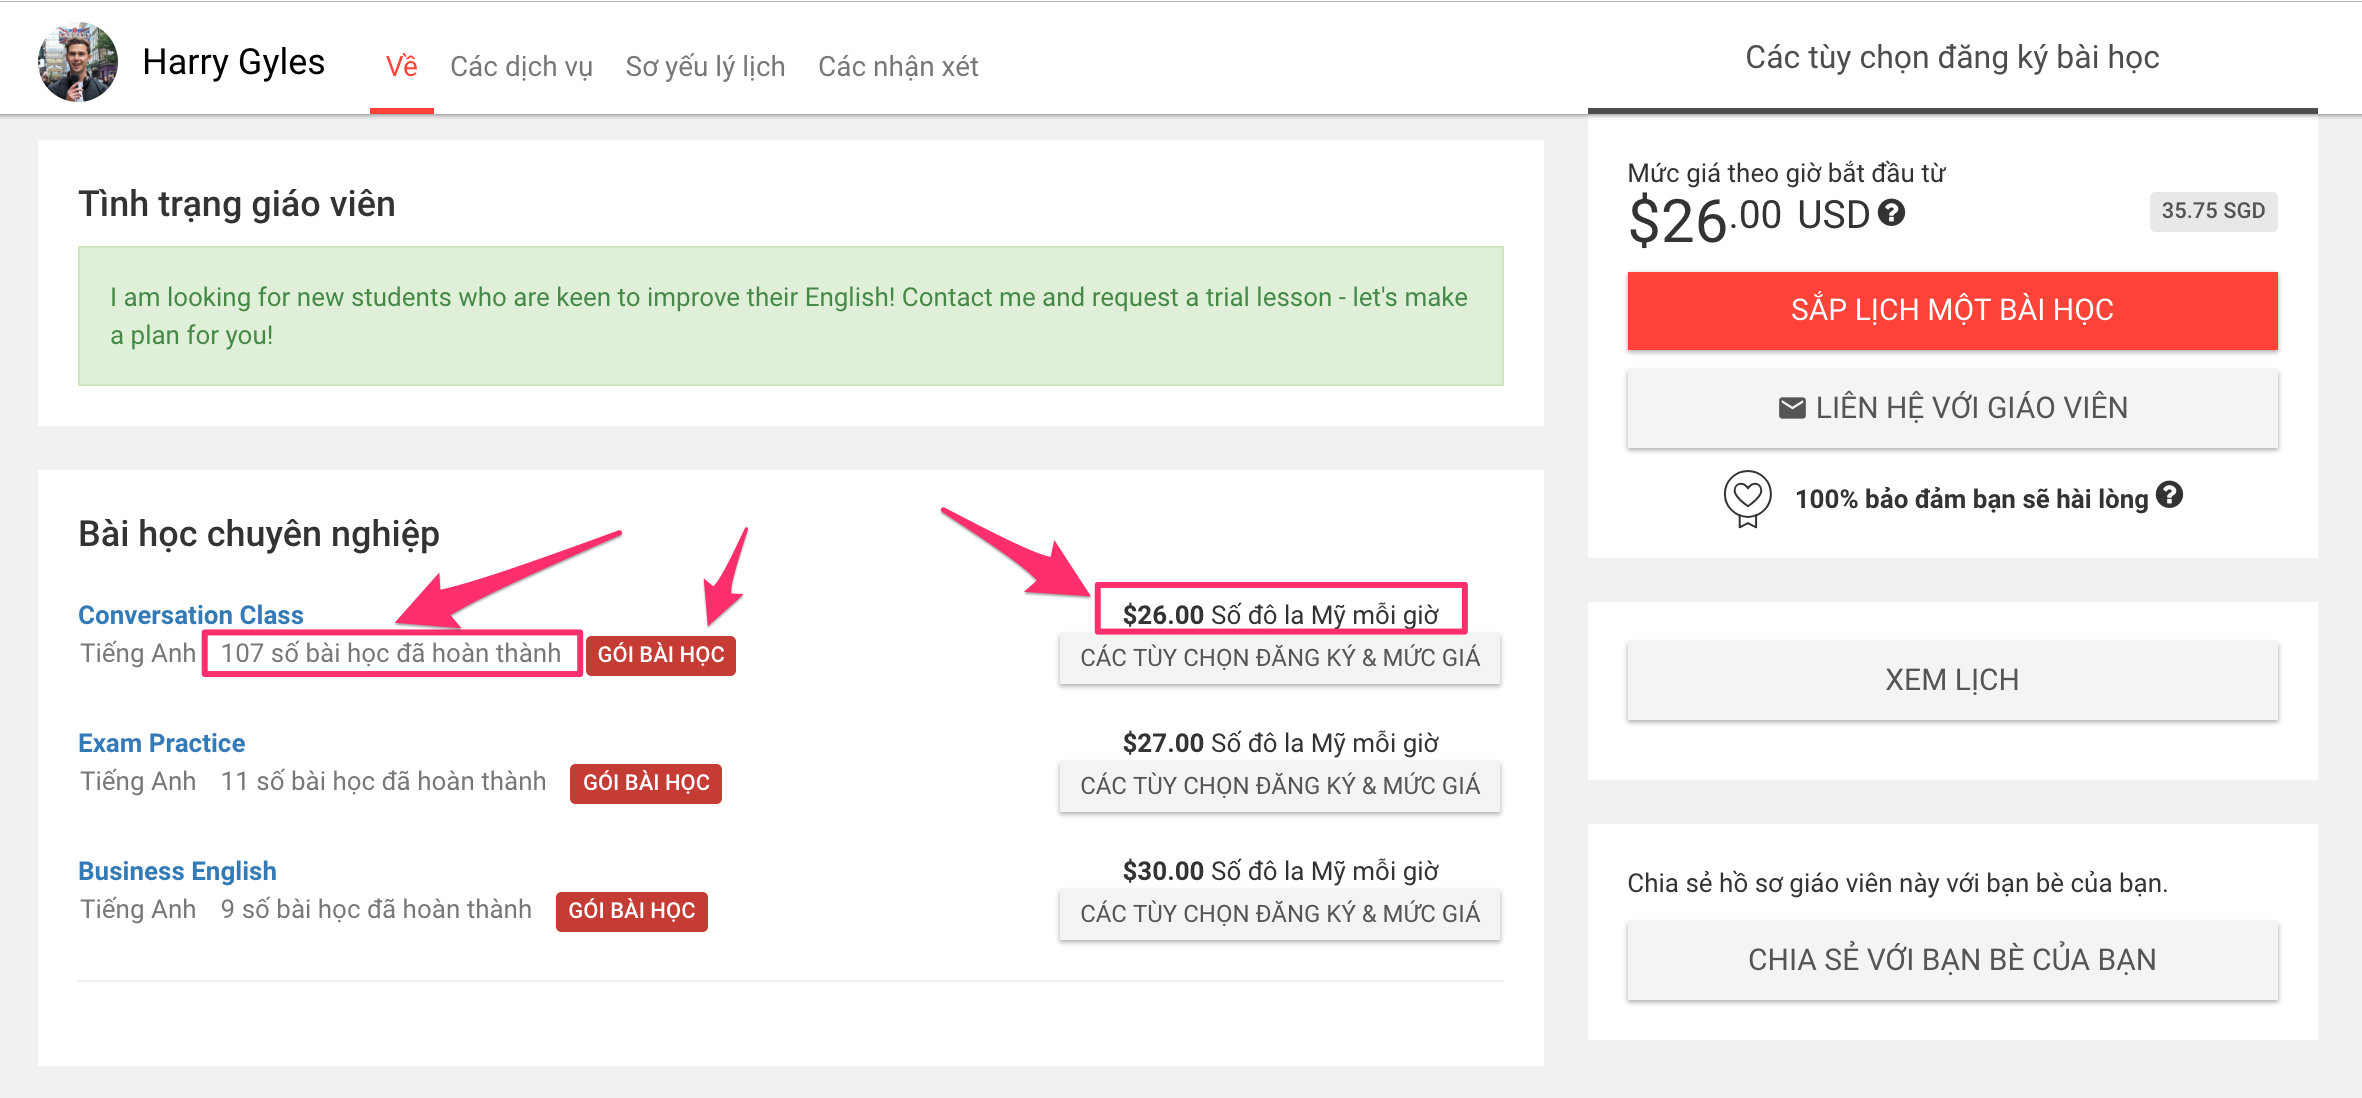 Harry Gyles
Về
Các dịch vụ
Sơ yếu lý lịch
Các nhận xét
Các tùy chọn đăng ký bài học
Tình trạng giáo viên
I am looking for new students who are keen to improve their English! Contact me and request a trial lesson - let's make
a plan for you!
Bài học chuyên nghiệp
Conversation Class
Tiếng Anh 107 số bài học đã hoàn thành GÓI BÀI HỌC
$26.00 Số đô la Mỹ mỗi giờ
CÁC TÙY CHỌN ĐĂNG KÝ & MỨC GIÁ
Exam Practice
Tiếng Anh 11 số bài học đã hoàn thành GÓI BÀI HỌC
$27.00 Số đô la Mỹ mỗi giờ
CÁC TÙY CHỌN ĐĂNG KÝ & MỨC GIÁ
Business English
Tiếng Anh 9 số bài học đã hoàn thành GÓI BÀI HỌC
$30.00 Số đô la Mỹ mỗi giờ
CÁC TÙY CHỌN ĐĂNG KÝ & MỨC GIÁ
Mức giá theo giờ bắt đầu từ
$26.00 USD
35.75 SGD
SẮP LỊCH MỘT BÀI HỌC
LIÊN HỆ VỚI GIÁO VIÊN
100% bảo đảm bạn sẽ hài lòng
XEM LỊCH
Chia sẻ hồ sơ giáo viên này với bạn bè của bạn.
CHIA SẺ VỚI BẠN BÈ CỦA BẠN